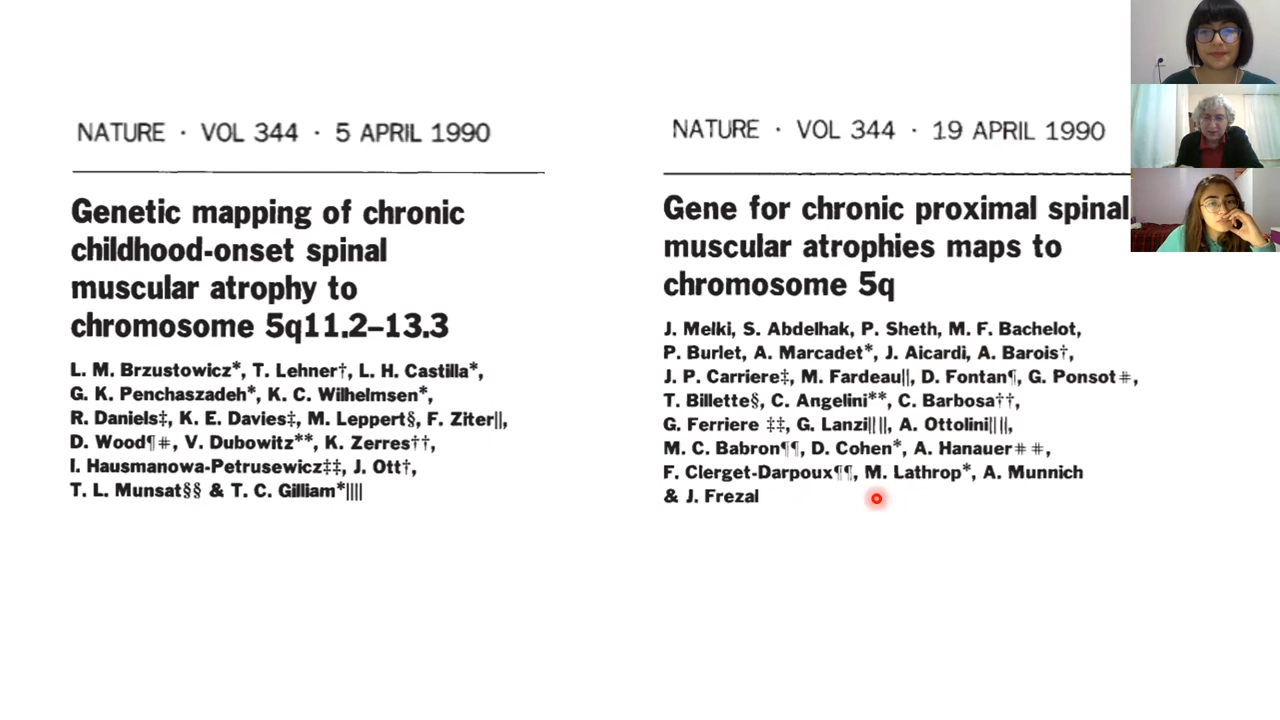 NATURE · VOL 344 · 5 APRIL 1990
Genetic mapping of chronic
childhood-onset spinal
muscular atrophy to
chromosome 5q11.2–13.3
L. M. Brzustowicz*, T. Lehner†, L. H. Castilla*,
G. K. Penchaszadeh*, K. C. Wilhelmsen*,
R. Daniels‡, K. E. Davies‡, M. Leppert§, F. Ziter||,
D. Wood¶#, V. Dubowitz**, K. Zerres††,
I. Hausmanowa-Petrusewicz‡‡, J. Ott†,
T. L. Munsat§§ & T. C. Gilliam*||||
NATURE · VOL 344 · 19 APRIL 1990
Gene for chronic proximal spinal
muscular atrophies maps to
chromosome 5q
J. Melki, S. Abdelhak, P. Sheth, M. F. Bachelot,
P. Burlet, A. Marcadet*, J. Aicardi, A. Barois†,
J. P. Carriere‡, M. Fardeau||, D. Fontan¶, G. Ponsot#,
T. Billette§, C. Angelini**, C. Barbosa††,
G. Ferriere ‡‡, G. Lanzi||||, A. Ottolini||||,
M. C. Babron¶¶, D. Cohen*, A. Hanauer##,
F. Clerget-Darpoux¶¶, M. Lathrop*, A. Munnich
& J. Frezal